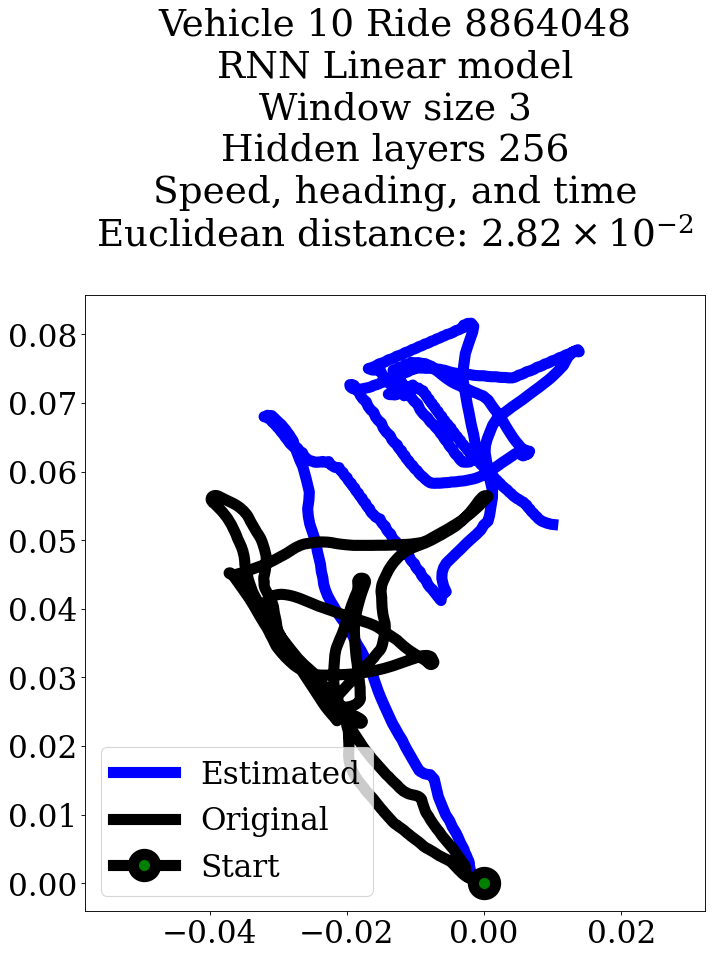 Vehicle 10 Ride 8864048
RNN Linear model
Window size 3
Hidden layers 256
Speed, heading, and time
Euclidean distance: 2.82 × 10⁻²
0.08
0.07
0.06
0.05
0.04
0.03
0.02
0.01
0.00
Estimated
Original
Start
−0.04 −0.02 0.00 0.02